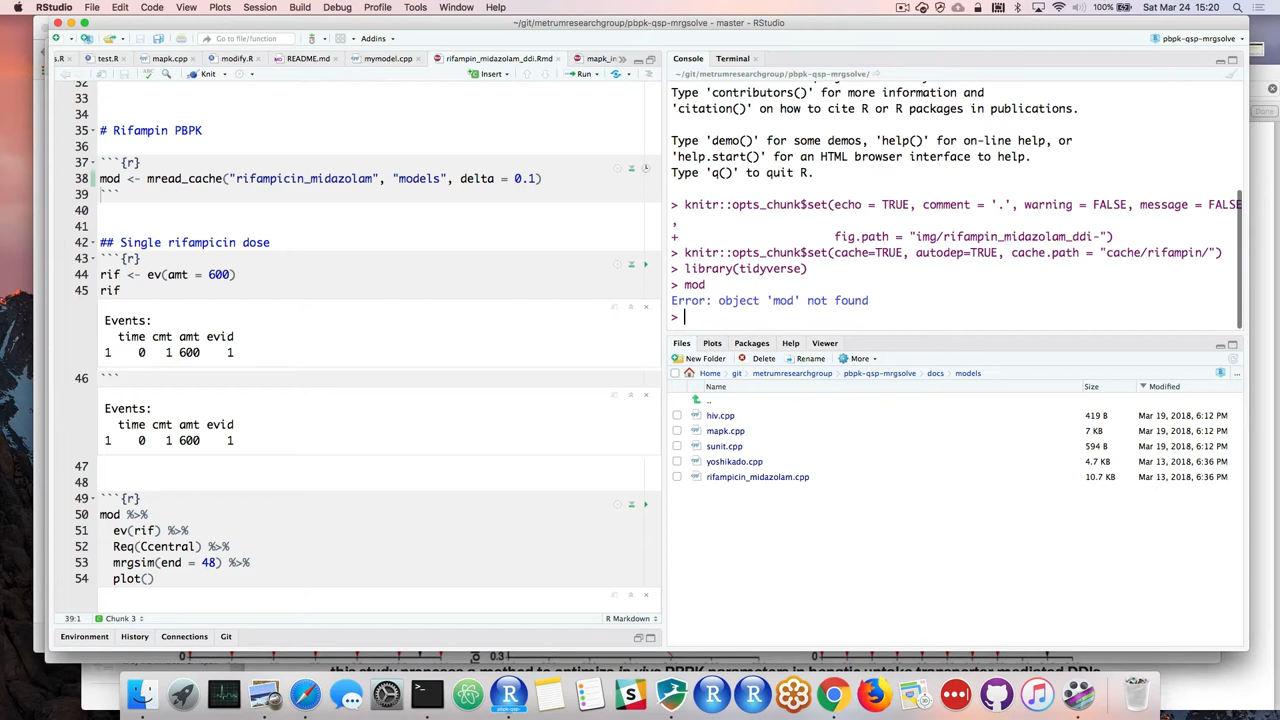 RStudio File Edit Code View Plots Session Build Debug Profile Tools Window Help 100% Sat Mar 24 15:20
~/git/metrumresearchgroup/pbpk-qsp-mrgsolve - master - RStudio
Go to file/function Addins pbpk-qsp-mrgsolve
s.R test.R mapk.cpp modify.R README.md mymodel.cpp rifampin_midazolam_ddi.Rmd mapk_in
Knit Insert Run
32
33
34
35 # Rifampin PBPK
36
37 ```{r}
38 mod <- mread_cache("rifampicin_midazolam", "models", delta = 0.1)
39 ```
40
41
42 ## Single rifampicin dose
43 ```{r}
44 rif <- ev(amt = 600)
45 rif
Events:
time cmt amt evid
1 0 1 600 1
46 ```
Events:
time cmt amt evid
1 0 1 600 1
47
48
49 ```{r}
50 mod %>%
51 ev(rif) %>%
52 Req(Ccentral) %>%
53 mrgsim(end = 48) %>%
54 plot()
39:1 Chunk 3 R Markdown
Environment History Connections Git
Console Terminal
~/git/metrumresearchgroup/pbpk-qsp-mrgsolve/
Type 'contributors()' for more information and
'citation()' on how to cite R or R packages in publications.
Type 'demo()' for some demos, 'help()' for on-line help, or
'help.start()' for an HTML browser interface to help.
Type 'q()' to quit R.
> knitr::opts_chunk$set(echo = TRUE, comment = '.', warning = FALSE, message = FALSE
,
+ fig.path = "img/rifampin_midazolam_ddi-")
> knitr::opts_chunk$set(cache=TRUE, autodep=TRUE, cache.path = "cache/rifampin/")
> library(tidyverse)
> mod
Error: object 'mod' not found
>
Files Plots Packages Help Viewer
New Folder Delete Rename More
Home git metrumresearchgroup pbpk-qsp-mrgsolve docs models ...
Name Size Modified
..
hiv.cpp 419 B Mar 19, 2018, 6:12 PM
mapk.cpp 7 KB Mar 19, 2018, 6:12 PM
sunit.cpp 594 B Mar 19, 2018, 6:12 PM
yoshikado.cpp 4.7 KB Mar 13, 2018, 6:36 PM
rifampicin_midazolam.cpp 10.7 KB Mar 13, 2018, 6:36 PM
Done